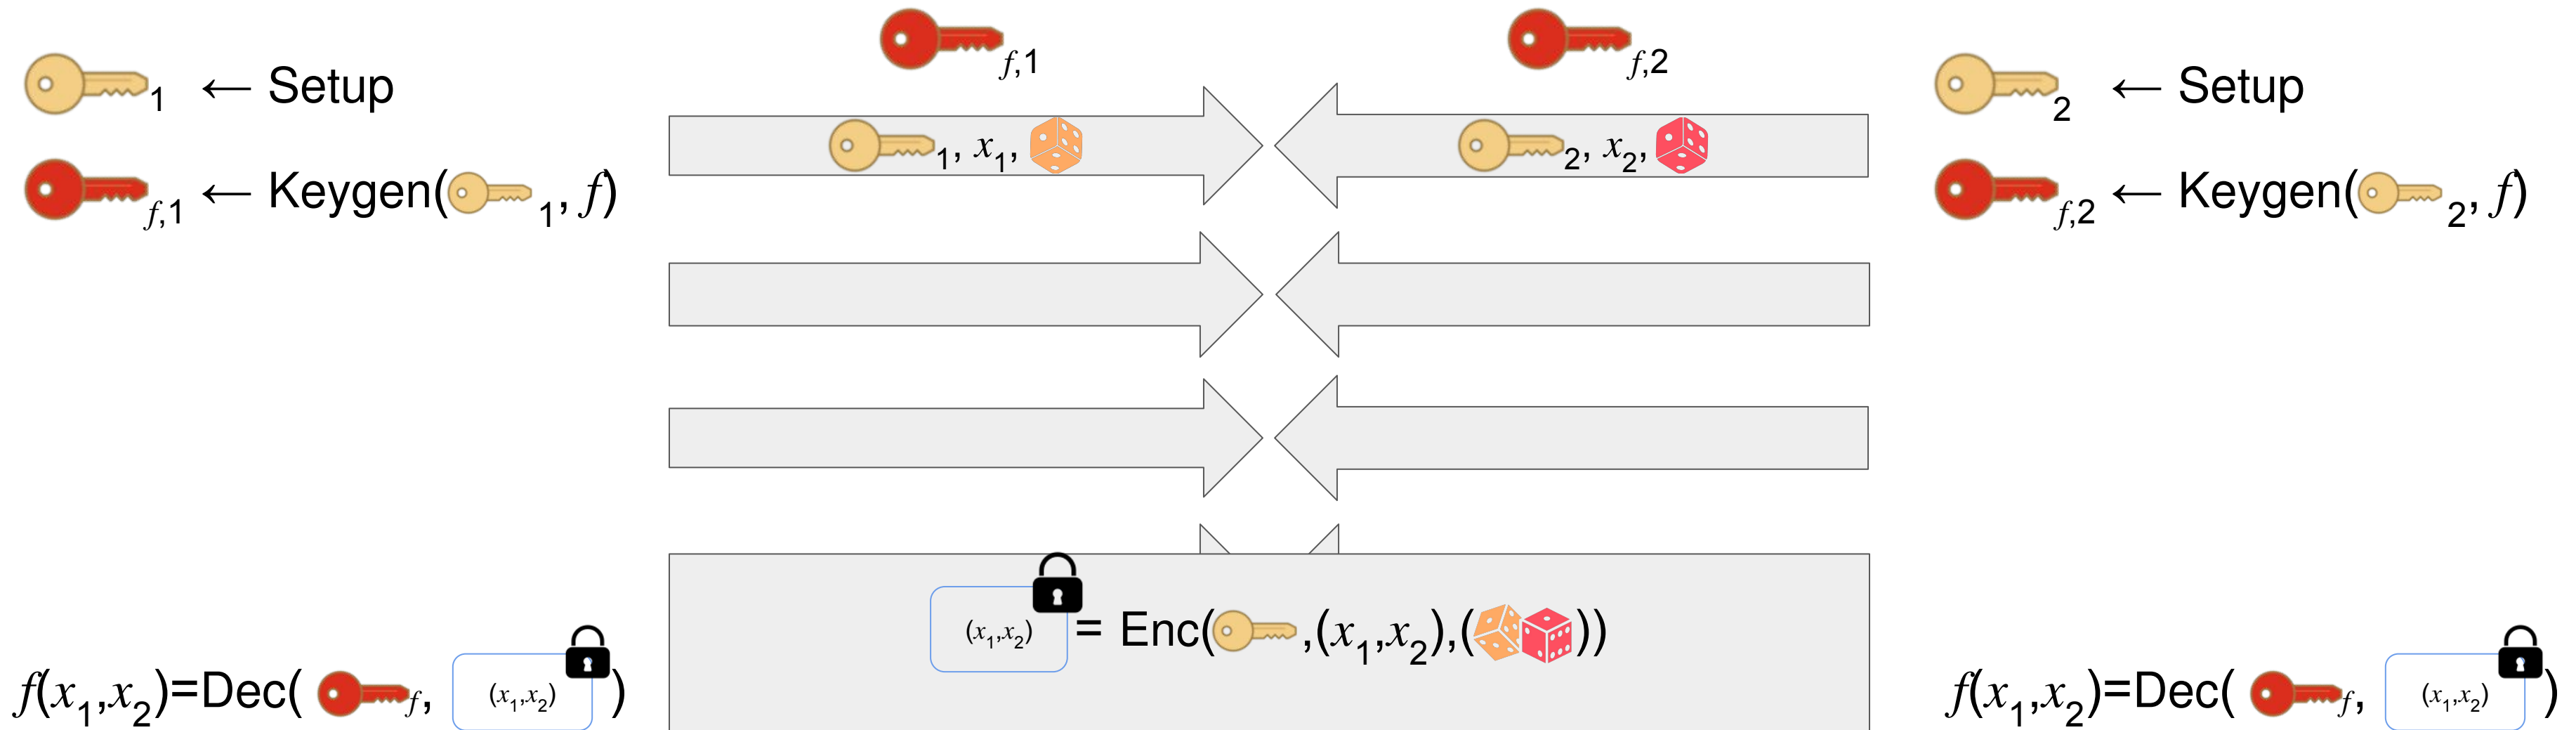 f,1
f,2
1 ← Setup
2 ← Setup
1, x1,
2, x2,
f,1 ← Keygen( 1, f)
f,2 ← Keygen( 2, f)
(x1,x2) = Enc( ,(x1,x2),( ))
f(x1,x2)=Dec( f, (x1,x2) )
f(x1,x2)=Dec( f, (x1,x2) )